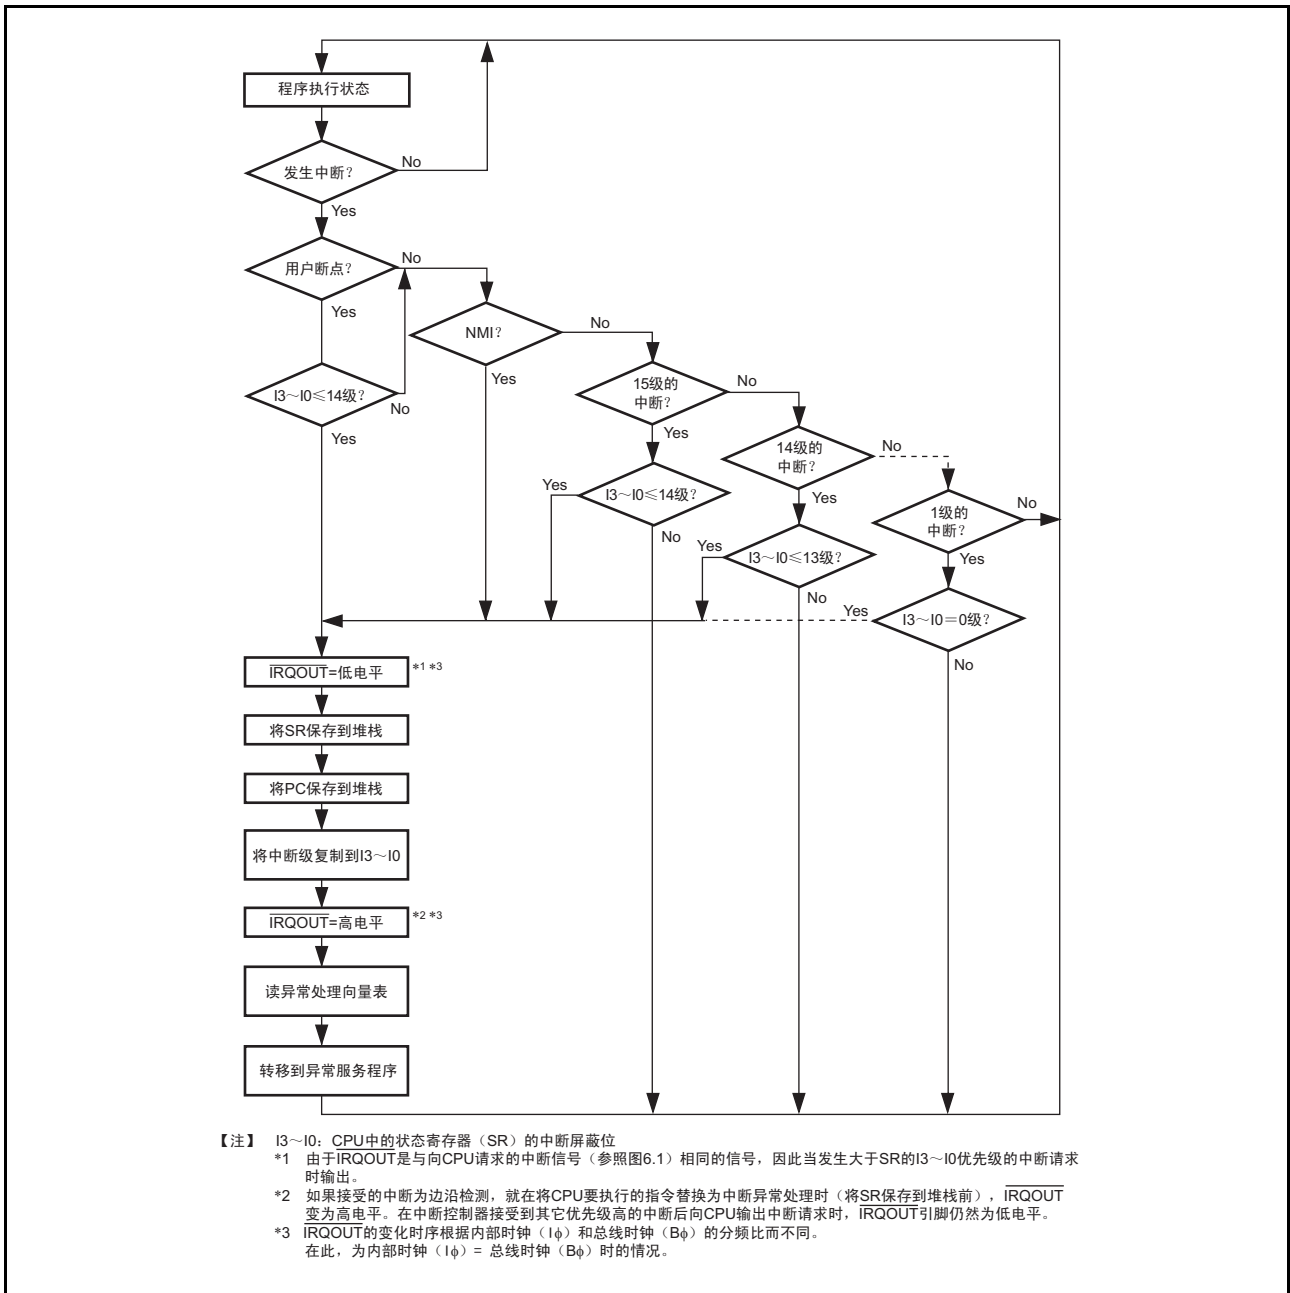 程序执行状态
发生中断?
No
Yes
用户断点?
No
Yes
NMI?
No
Yes
I3～I0≤14级?
No
Yes
15级的
中断?
No
Yes
14级的
中断?
No
Yes
I3～I0≤14级?
Yes
No
1级的
中断?
No
Yes
I3～I0≤13级?
Yes
No
I3～I0＝0级?
Yes
No
IRQOUT=低电平 *1 *3
将SR保存到堆栈
将PC保存到堆栈
将中断级复制到I3～I0
IRQOUT=高电平 *2 *3
读异常处理向量表
转移到异常服务程序
【注】 I3～I0：CPU中的状态寄存器（SR）的中断屏蔽位
*1 由于IRQOUT是与向CPU请求的中断信号（参照图6.1）相同的信号，因此当发生大于SR的I3～I0优先级的中断请求
时输出。
*2 如果接受的中断为边沿检测，就在将CPU要执行的指令替换为中断异常处理时（将SR保存到堆栈前），IRQOUT
变为高电平。在中断控制器接受到其它优先级高的中断后向CPU输出中断请求时，IRQOUT引脚仍然为低电平。
*3 IRQOUT的变化时序根据内部时钟（Iϕ）和总线时钟（Bϕ）的分频比而不同。
在此，为内部时钟（Iϕ）= 总线时钟（Bϕ）时的情况。